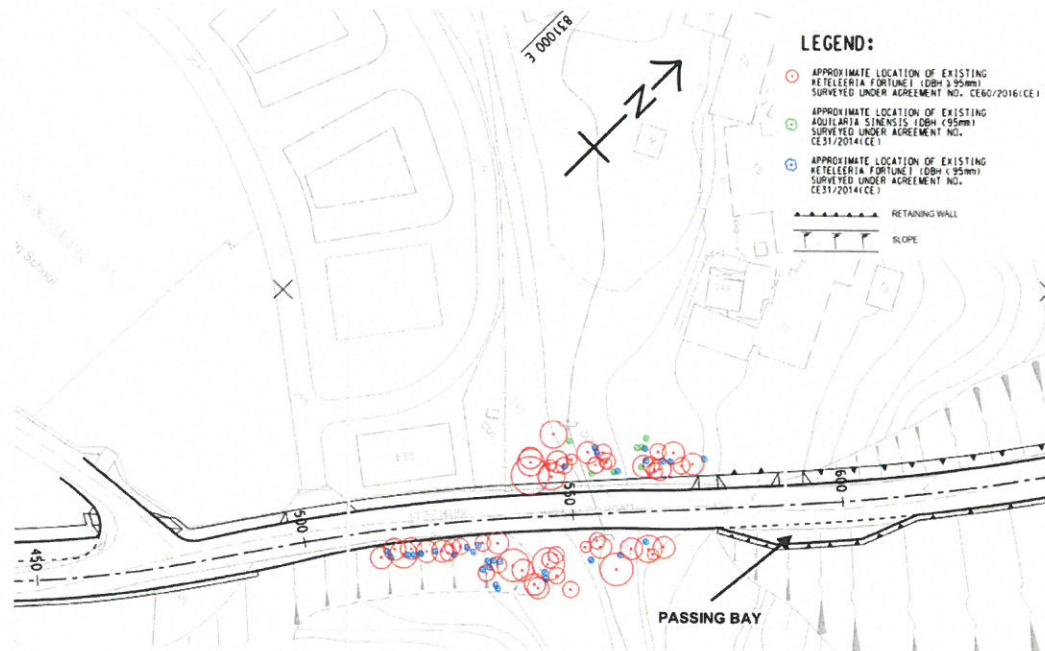 831000 E
N
LEGEND:
APPROXIMATE LOCATION OF EXISTING
KETELEERIA FORTUNEI (DBH ≥95mm)
SURVEYED UNDER AGREEMENT NO. CE60/2016(CE)
APPROXIMATE LOCATION OF EXISTING
AQUILARIA SINENSIS (DBH <95mm)
SURVEYED UNDER AGREEMENT NO.
CE31/2014(CE)
APPROXIMATE LOCATION OF EXISTING
KETELEERIA FORTUNEI (DBH <95mm)
SURVEYED UNDER AGREEMENT NO.
CE31/2014(CE)
RETAINING WALL
SLOPE
School
450
500
550
600
PASSING BAY